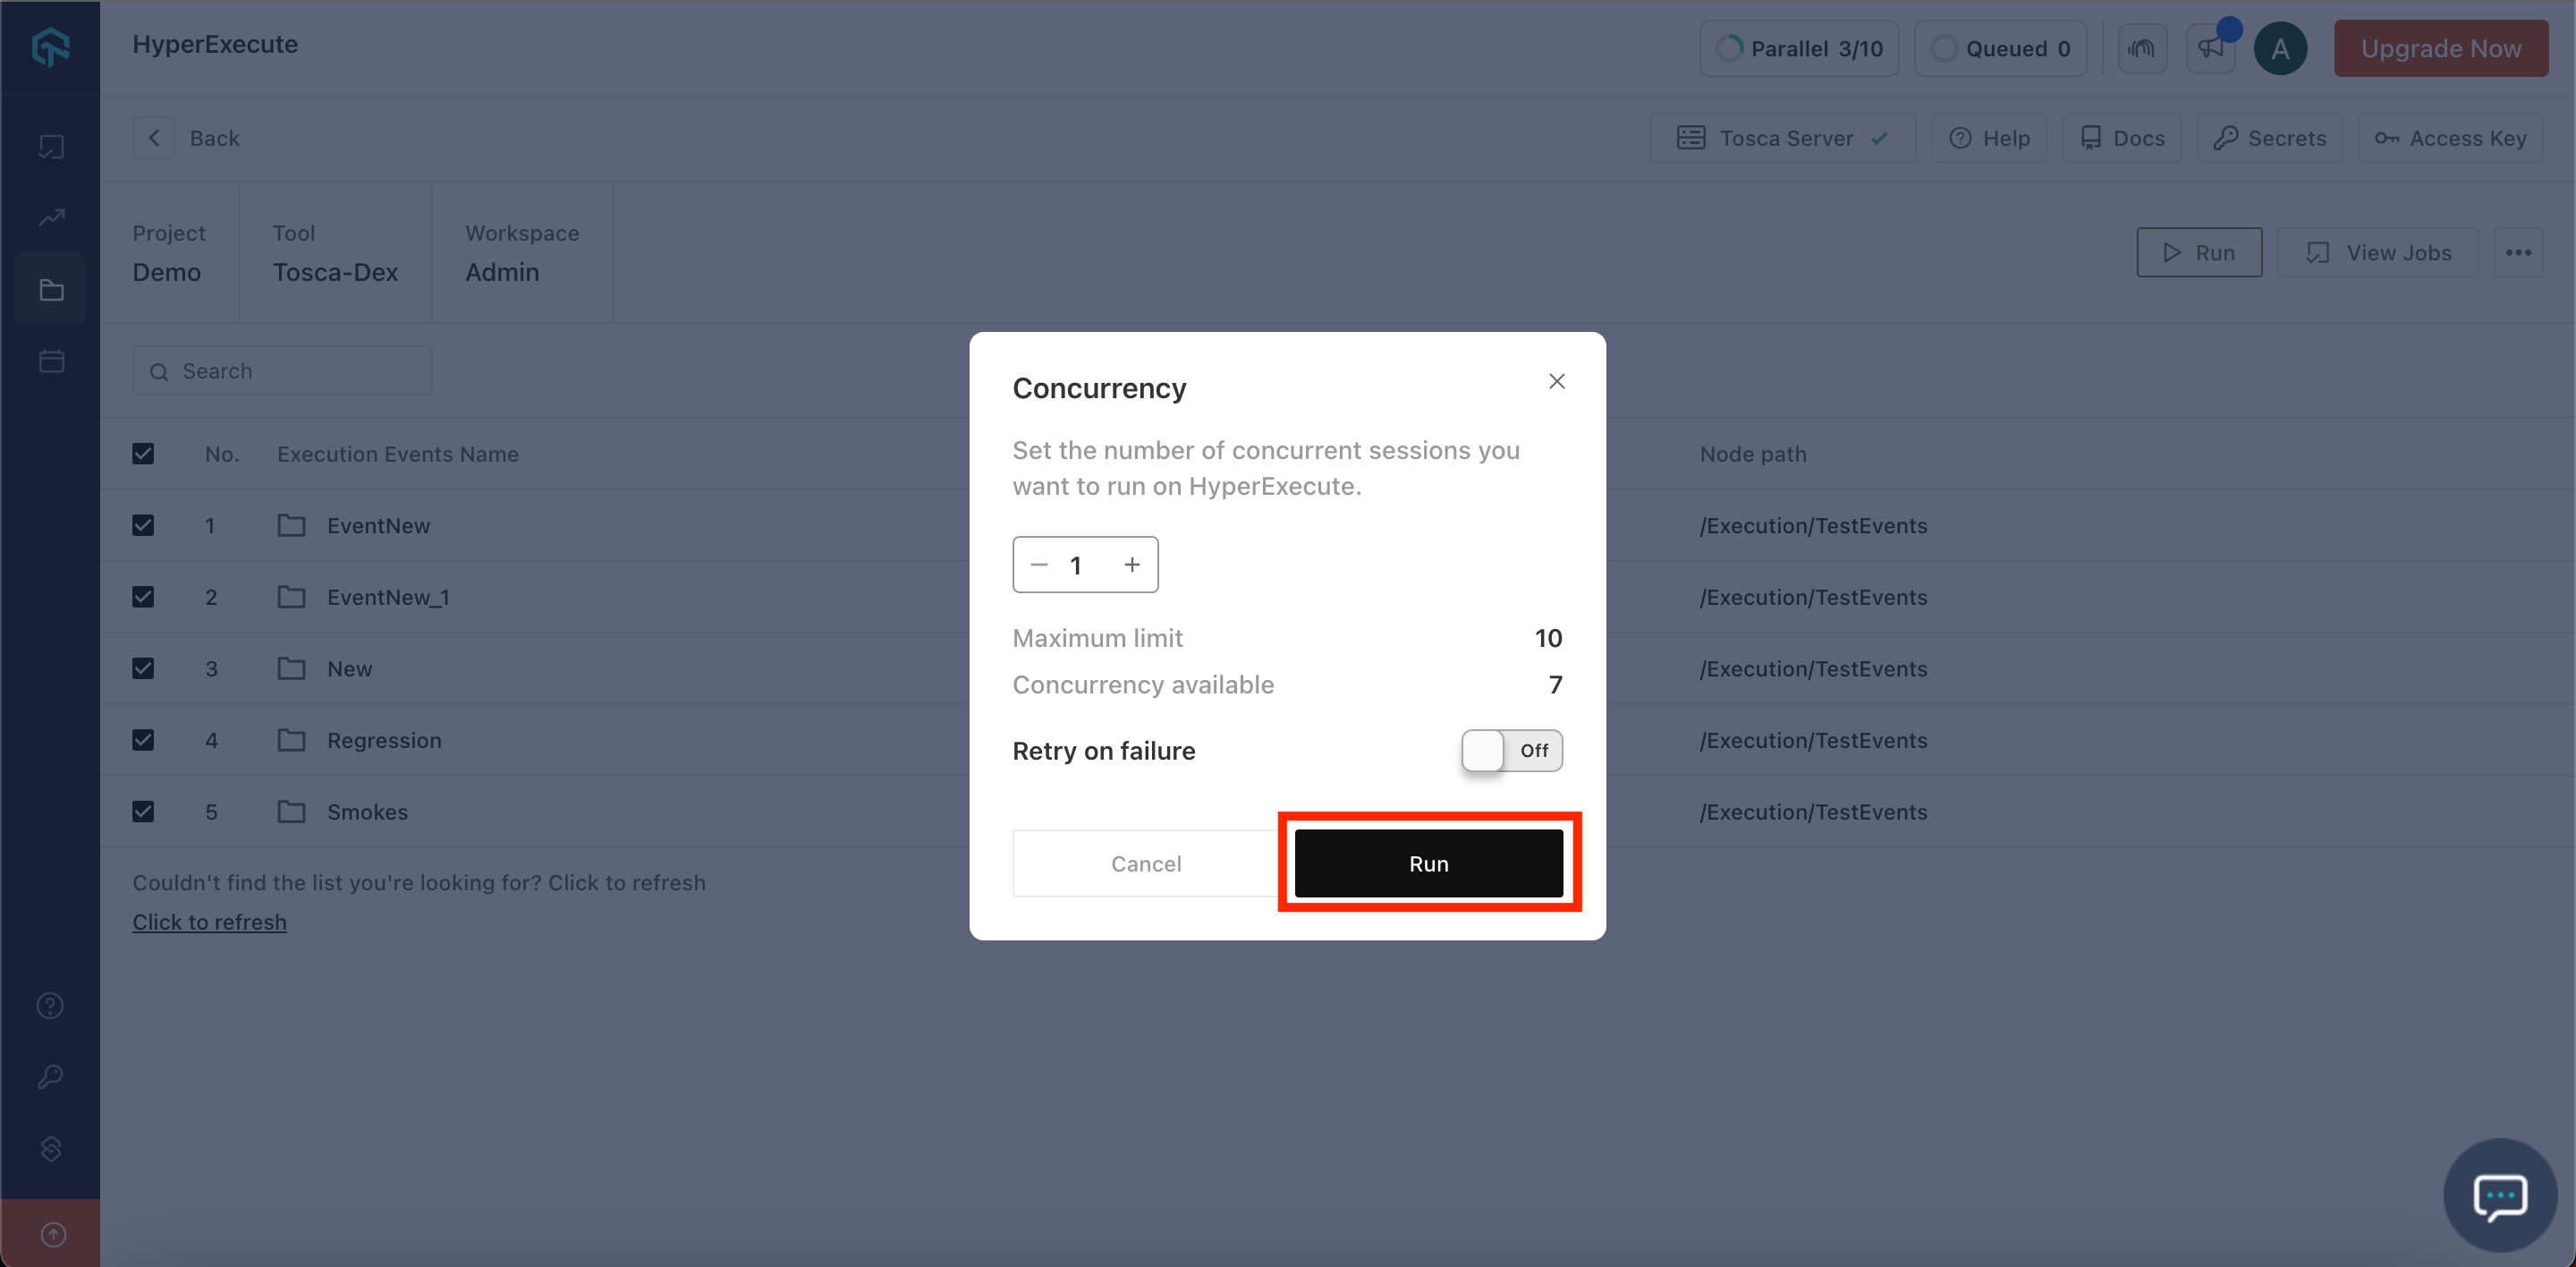 HyperExecute
Parallel 3/10
Queued 0
A
Upgrade Now
Back
Tosca Server
Help
Docs
Secrets
Access Key
Project
Demo
Tool
Tosca-Dex
Workspace
Admin
Run
View Jobs
Search
No.
Execution Events Name
Node path
1 EventNew /Execution/TestEvents
2 EventNew_1 /Execution/TestEvents
3 New /Execution/TestEvents
4 Regression /Execution/TestEvents
5 Smokes /Execution/TestEvents
Couldn't find the list you're looking for? Click to refresh
Click to refresh
Concurrency
Set the number of concurrent sessions you
want to run on HyperExecute.
1
Maximum limit 10
Concurrency available 7
Retry on failure Off
Cancel
Run